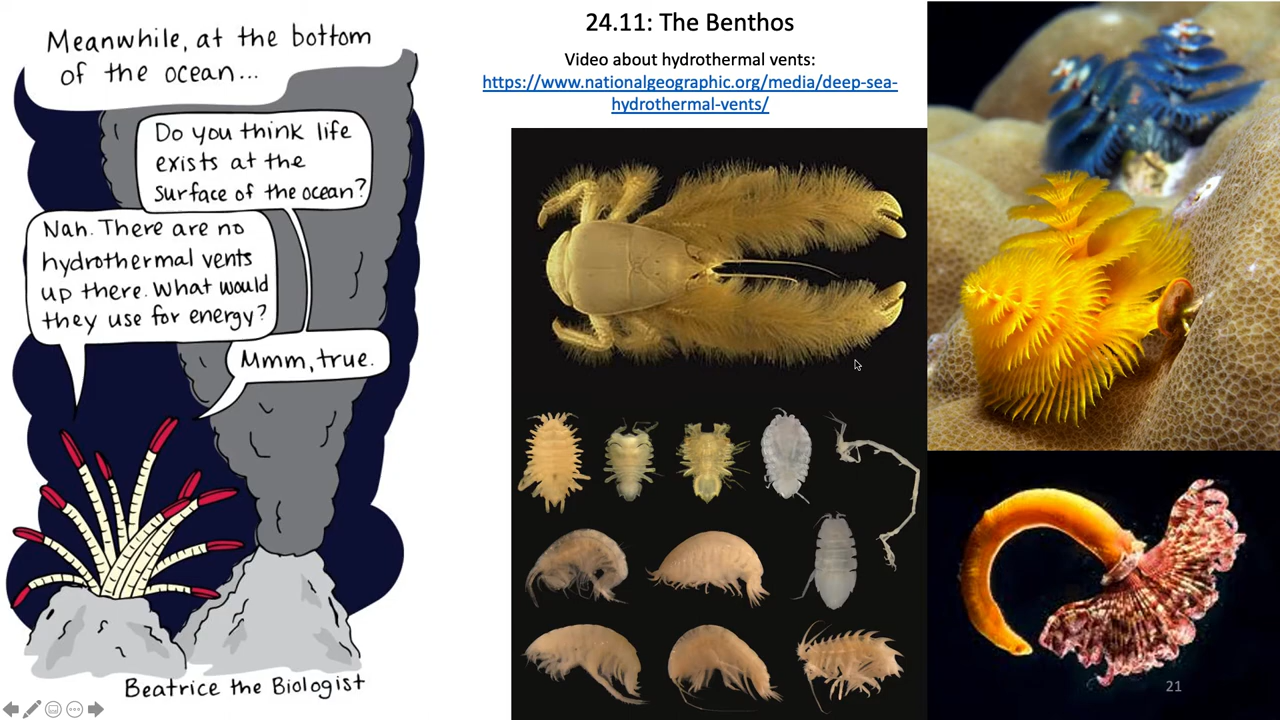 Meanwhile, at the bottom
of the ocean...
Do you think life
exists at the
surface of the ocean?
Nah. There are no
hydrothermal vents
up there. What would
they use for energy?
Mmm, true.
Beatrice the Biologist
24.11: The Benthos
Video about hydrothermal vents:
https://www.nationalgeographic.org/media/deep-sea-
hydrothermal-vents/
21